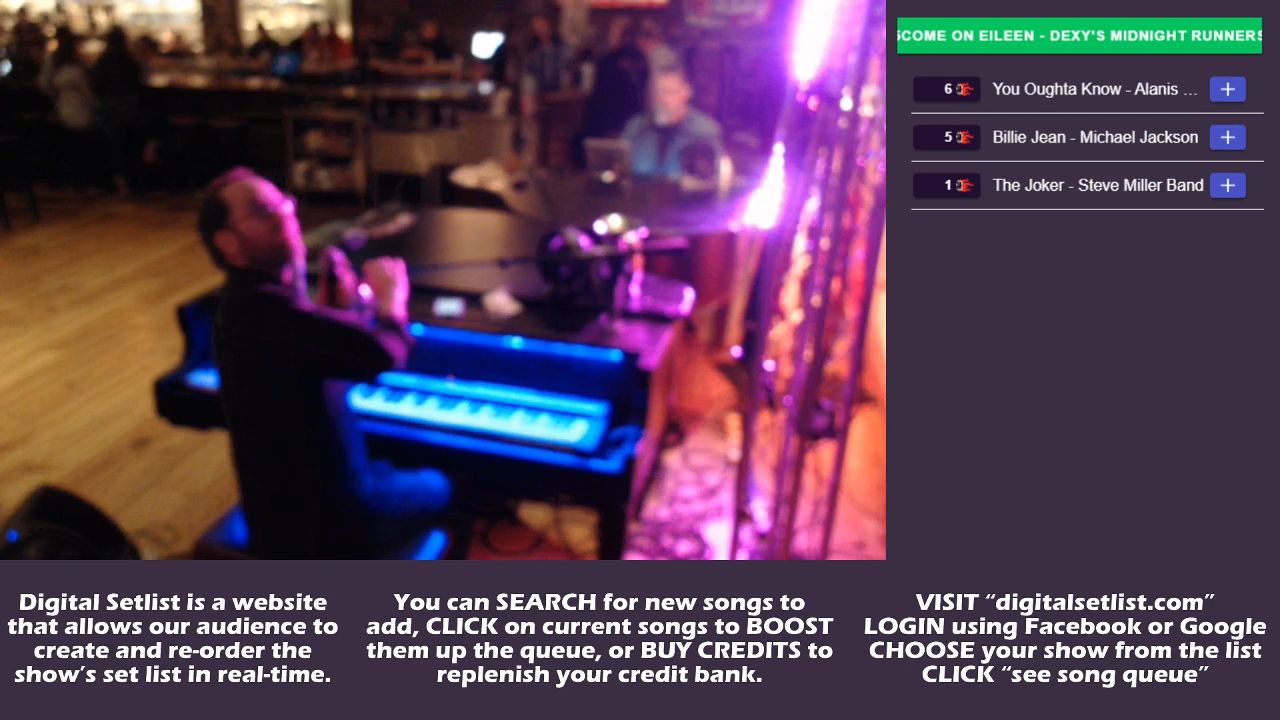 COME ON EILEEN - DEXY'S MIDNIGHT RUNNERS
6 You Oughta Know - Alanis ...
5 Billie Jean - Michael Jackson
1 The Joker - Steve Miller Band
Digital Setlist is a website
that allows our audience to
create and re-order the
show's set list in real-time.
You can SEARCH for new songs to
add, CLICK on current songs to BOOST
them up the queue, or BUY CREDITS to
replenish your credit bank.
VISIT “digitalsetlist.com”
LOGIN using Facebook or Google
CHOOSE your show from the list
CLICK “see song queue”